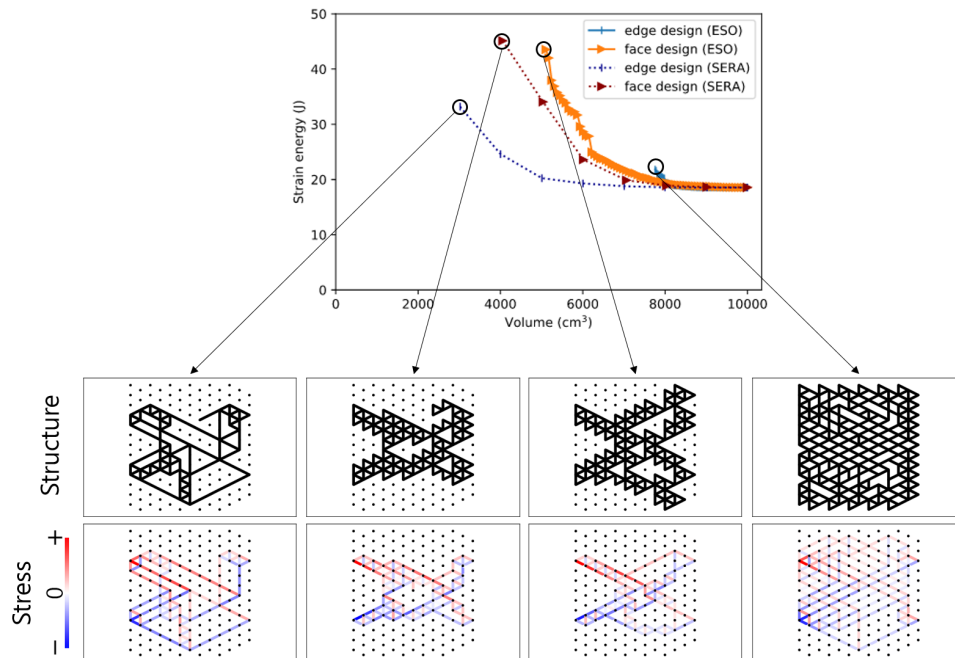 50
40
30
20
10
0
Strain energy (J)
edge design (ESO)
face design (ESO)
edge design (SERA)
face design (SERA)
0 2000 4000 6000 8000 10000
Volume (cm³)
Structure
Stress
+
0
−